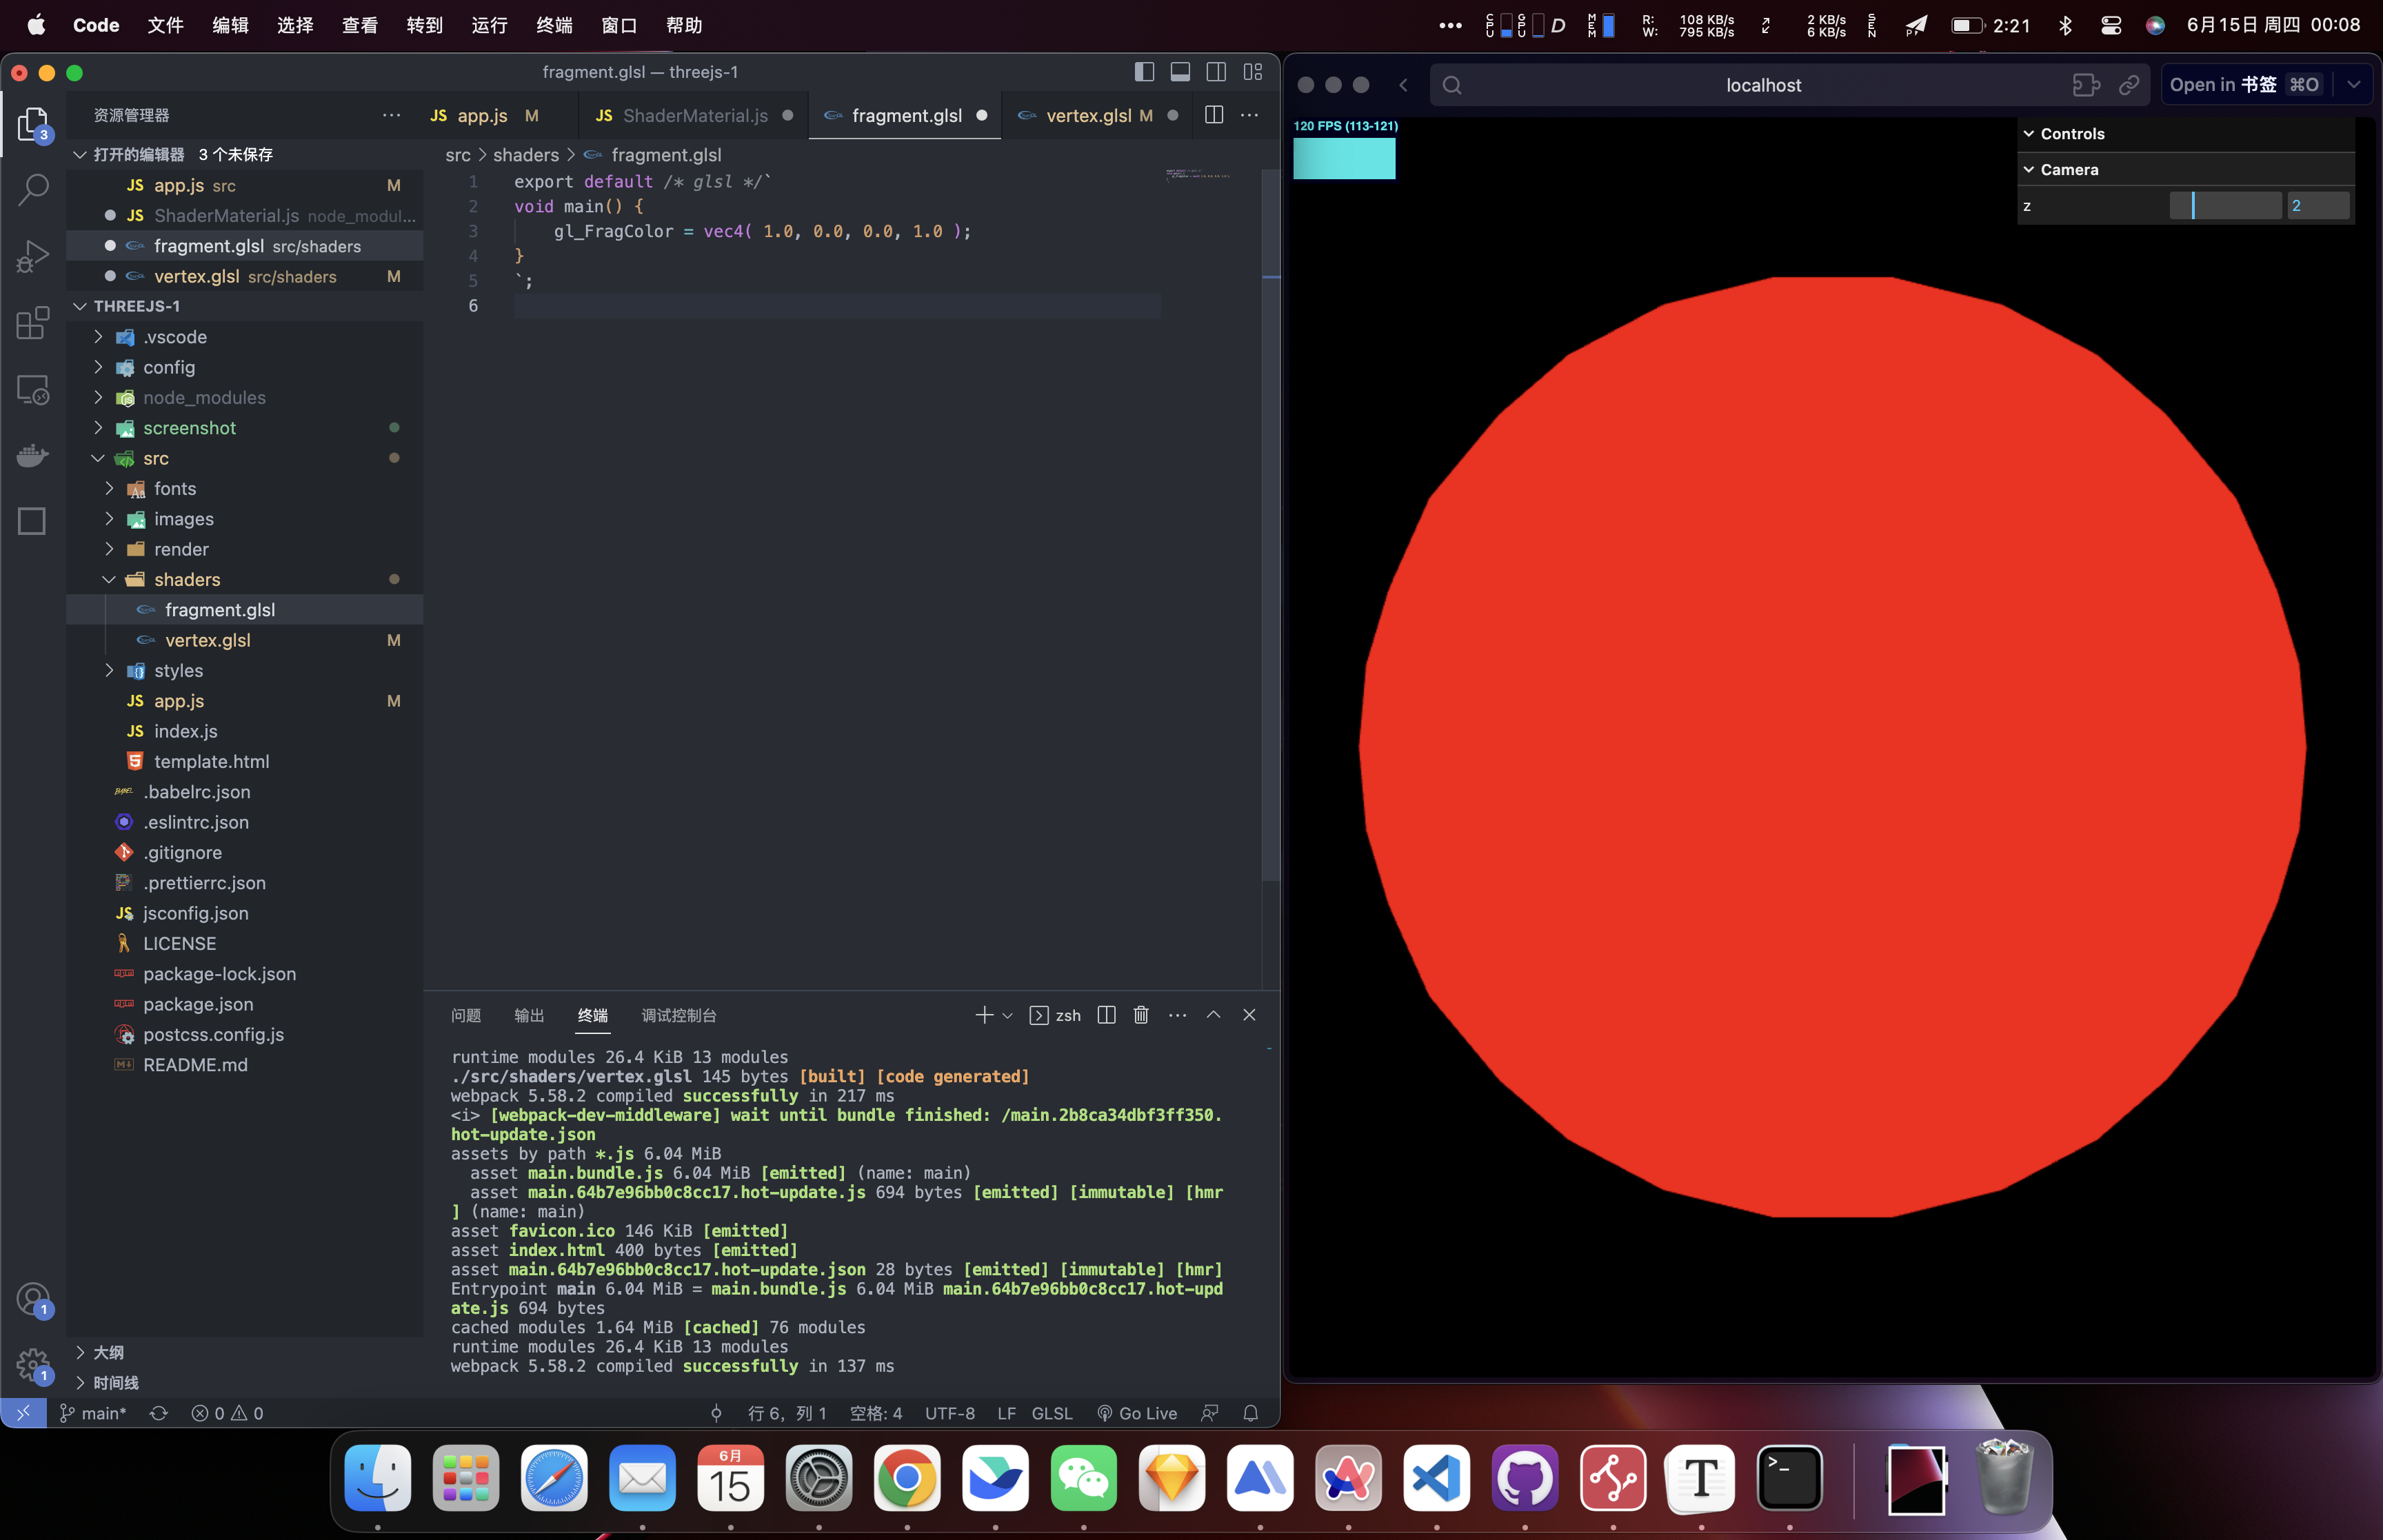 Code 文件 编辑 选择 查看 转到 运行 终端 窗口 帮助
CPU GPU D MEM R: 108 KB/s W: 795 KB/s 2 KB/s 6 KB/s SEN 2:21 6月15日 周四 00:08
fragment.glsl — threejs-1
资源管理器
打开的编辑器 3 个未保存
JS app.js src M
JS ShaderMaterial.js node_modul...
fragment.glsl src/shaders
vertex.glsl src/shaders M
THREEJS-1
.vscode
config
node_modules
screenshot
src
fonts
images
render
shaders
fragment.glsl
vertex.glsl M
styles
JS app.js M
JS index.js
template.html
.babelrc.json
.eslintrc.json
.gitignore
.prettierrc.json
jsconfig.json
LICENSE
package-lock.json
package.json
postcss.config.js
README.md
大纲
时间线
3
1
1
JS app.js M JS ShaderMaterial.js fragment.glsl vertex.glsl M
src > shaders > fragment.glsl
1 export default /* glsl */`
2 void main() {
3 gl_FragColor = vec4( 1.0, 0.0, 0.0, 1.0 );
4 }
5 `;
6
问题 输出 终端 调试控制台 zsh
runtime modules 26.4 KiB 13 modules
./src/shaders/vertex.glsl 145 bytes [built] [code generated]
webpack 5.58.2 compiled successfully in 217 ms
<i> [webpack-dev-middleware] wait until bundle finished: /main.2b8ca34dbf3ff350.
hot-update.json
assets by path *.js 6.04 MiB
asset main.bundle.js 6.04 MiB [emitted] (name: main)
asset main.64b7e96bb0c8cc17.hot-update.js 694 bytes [emitted] [immutable] [hmr
] (name: main)
asset favicon.ico 146 KiB [emitted]
asset index.html 400 bytes [emitted]
asset main.64b7e96bb0c8cc17.hot-update.json 28 bytes [emitted] [immutable] [hmr]
Entrypoint main 6.04 MiB = main.bundle.js 6.04 MiB main.64b7e96bb0c8cc17.hot-upd
ate.js 694 bytes
cached modules 1.64 MiB [cached] 76 modules
runtime modules 26.4 KiB 13 modules
webpack 5.58.2 compiled successfully in 137 ms
main* 0 0 行 6, 列 1 空格: 4 UTF-8 LF GLSL Go Live
localhost
Open in 书签 ⌘O
120 FPS (113-121)
Controls
Camera
z 2
6月
15
T